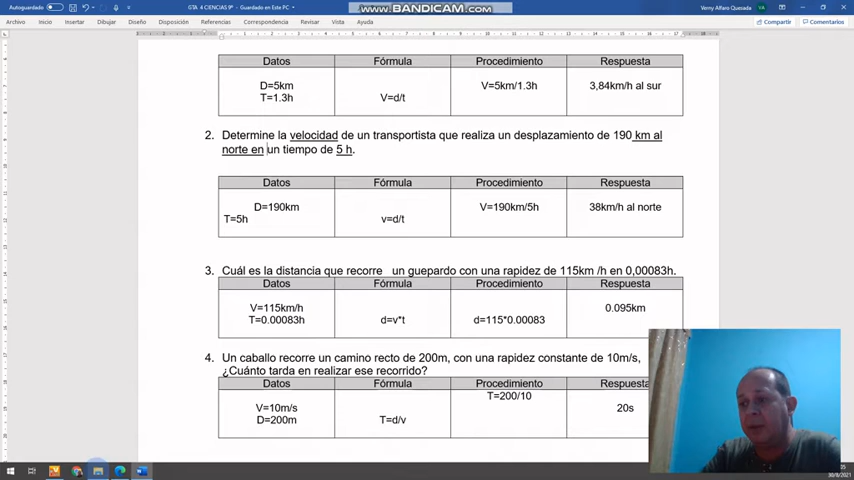 Autoguardado
GTA 4 CIENCIAS 9° - Guardado en Este PC
www.BANDICAM.com
Verny Alfaro Quesada
VA
Archivo Inicio Insertar Dibujar Diseño Disposición Referencias Correspondencia Revisar Vista Ayuda Compartir Comentarios
Datos Fórmula Procedimiento Respuesta
D=5km
T=1.3h
V=d/t
V=5km/1.3h
3,84km/h al sur
2. Determine la velocidad de un transportista que realiza un desplazamiento de 190 km al
norte en un tiempo de 5 h.
Datos Fórmula Procedimiento Respuesta
D=190km
T=5h
v=d/t
V=190km/5h
38km/h al norte
3. Cuál es la distancia que recorre un guepardo con una rapidez de 115km /h en 0,00083h.
Datos Fórmula Procedimiento Respuesta
V=115km/h
T=0.00083h
d=v*t
d=115*0.00083
0.095km
4. Un caballo recorre un camino recto de 200m, con una rapidez constante de 10m/s,
¿Cuánto tarda en realizar ese recorrido?
Datos Fórmula Procedimiento Respuesta
V=10m/s
D=200m
T=d/v
T=200/10
20s
30/8/2021